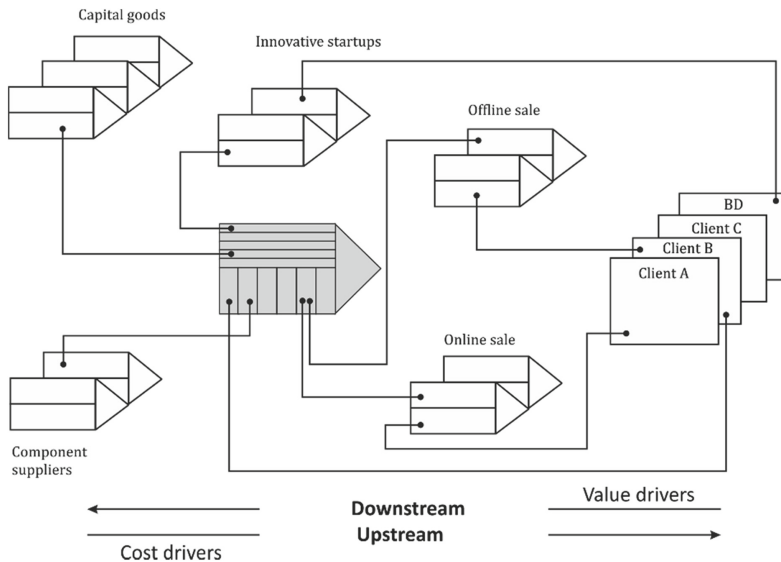 Capital goods
Innovative startups
Offline sale
BD
Client C
Client B
Client A
Online sale
Component
suppliers
Value drivers
Downstream
Upstream
Cost drivers